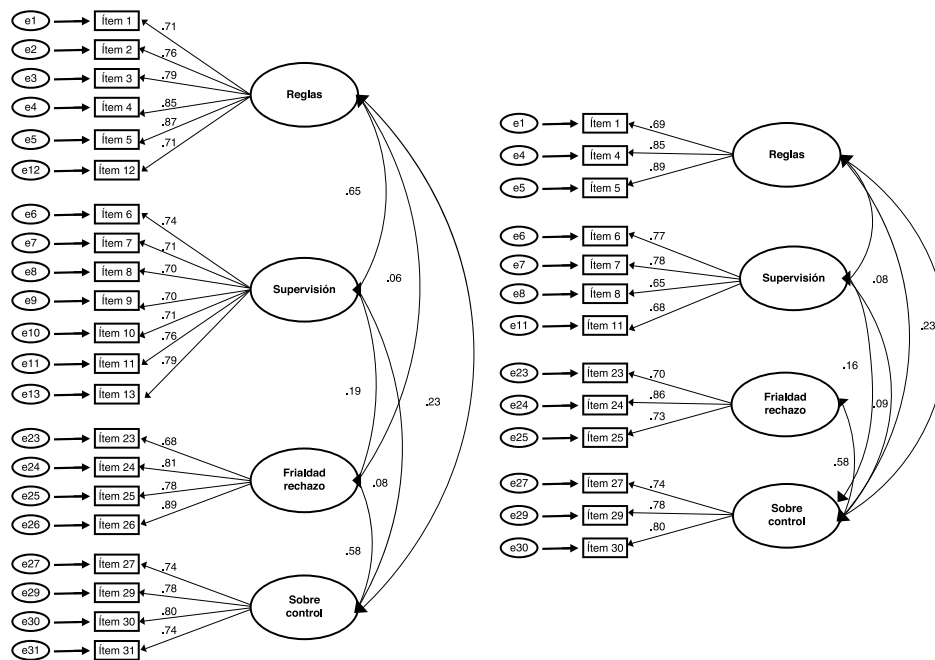 e1 Ítem 1 .71
e2 Ítem 2 .76
e3 Ítem 3 .79
Reglas
e4 Ítem 4 .85
e5 Ítem 5 .87
e12 Ítem 12 .71
.65
e6 Ítem 6 .74
e7 Ítem 7 .71
e8 Ítem 8 .70
Supervisión
.06
e9 Ítem 9 .70
e10 Ítem 10 .71
e11 Ítem 11 .76
e13 Ítem 13 .79
.19
.23
e23 Ítem 23 .68
e24 Ítem 24 .81
Frialdad
rechazo
e25 Ítem 25 .78
.08
e26 Ítem 26 .89
.58
e27 Ítem 27 .74
e29 Ítem 29 .78
Sobre
control
e30 Ítem 30 .80
e31 Ítem 31 .74
e1 Ítem 1 .69
e4 Ítem 4 .85
Reglas
e5 Ítem 5 .89
e6 Ítem 6 .77
e7 Ítem 7 .78
Supervisión
.08
e8 Ítem 8 .65
e11 Ítem 11 .68
.23
.16
e23 Ítem 23 .70
e24 Ítem 24 .86
Frialdad
rechazo
.09
e25 Ítem 25 .73
.58
e27 Ítem 27 .74
e29 Ítem 29 .78
Sobre
control
e30 Ítem 30 .80